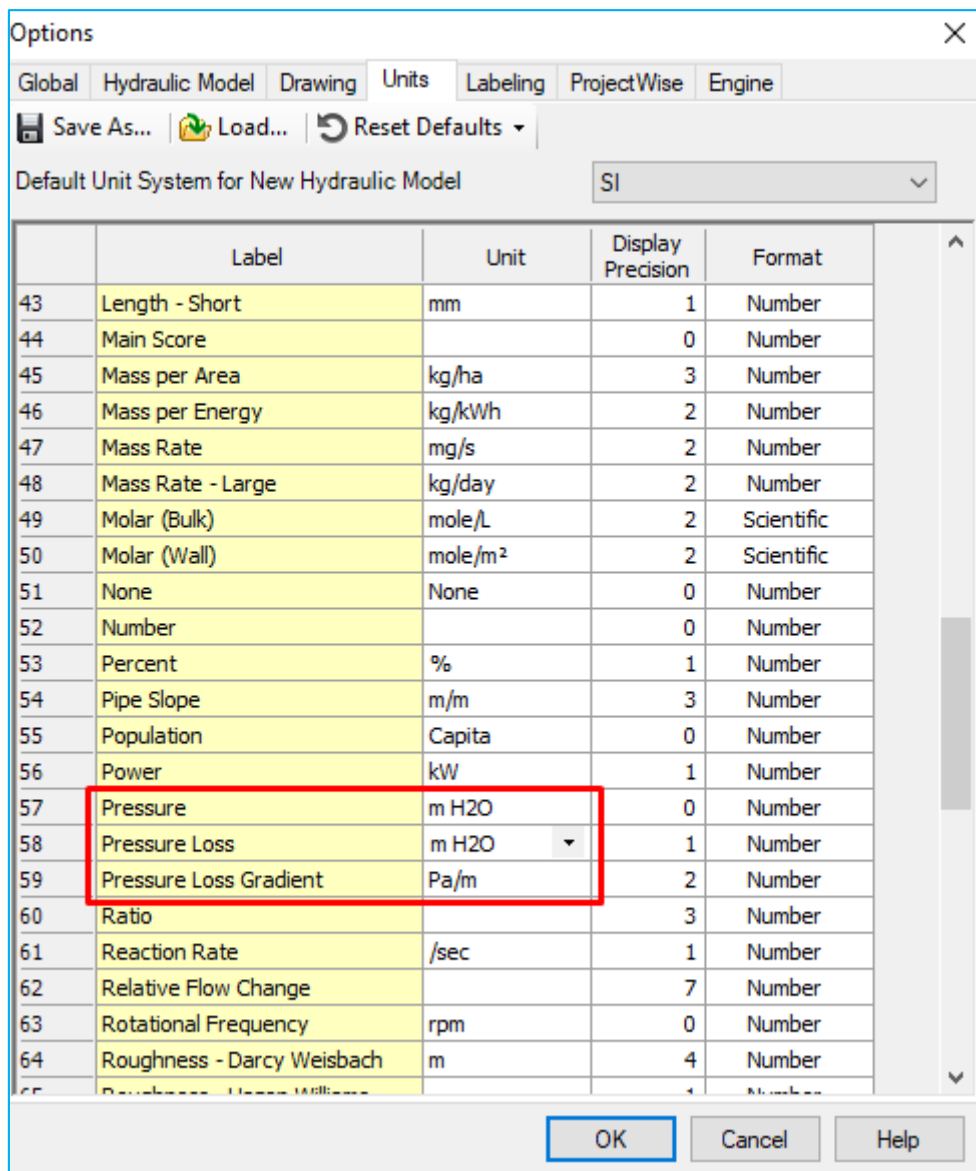 Options
Global Hydraulic Model Drawing Units Labeling ProjectWise Engine
Save As... Load... Reset Defaults
Default Unit System for New Hydraulic Model SI
Label Unit Display Precision Format
43 Length - Short mm 1 Number
44 Main Score 0 Number
45 Mass per Area kg/ha 3 Number
46 Mass per Energy kg/kWh 2 Number
47 Mass Rate mg/s 2 Number
48 Mass Rate - Large kg/day 2 Number
49 Molar (Bulk) mole/L 2 Scientific
50 Molar (Wall) mole/m² 2 Scientific
51 None None 0 Number
52 Number 0 Number
53 Percent % 1 Number
54 Pipe Slope m/m 3 Number
55 Population Capita 0 Number
56 Power kW 1 Number
57 Pressure m H2O 0 Number
58 Pressure Loss m H2O 1 Number
59 Pressure Loss Gradient Pa/m 2 Number
60 Ratio 3 Number
61 Reaction Rate /sec 1 Number
62 Relative Flow Change 7 Number
63 Rotational Frequency rpm 0 Number
64 Roughness - Darcy Weisbach m 4 Number
OK Cancel Help